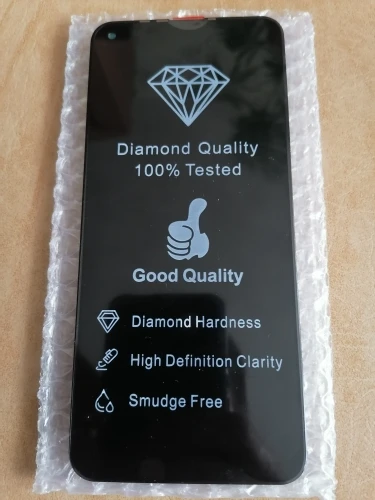 Diamond Quality
100% Tested
Good Quality
Diamond Hardness
High Definition Clarity
Smudge Free